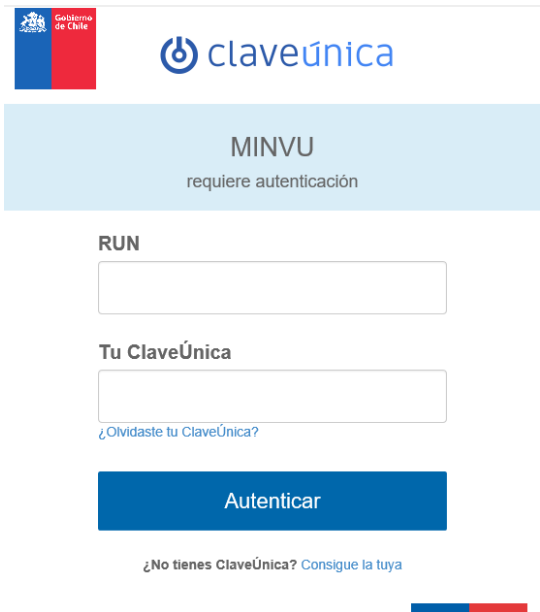 Gobierno
de Chile
claveúnica
MINVU
requiere autenticación
RUN
Tu ClaveÚnica
¿Olvidaste tu ClaveÚnica?
Autenticar
¿No tienes ClaveÚnica? Consigue la tuya